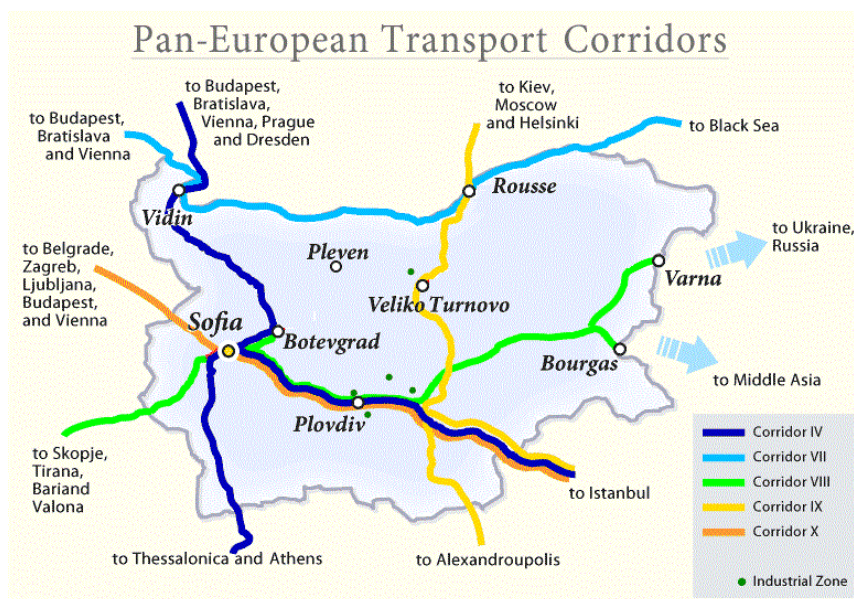 Pan-European Transport Corridors
to Budapest,
Bratislava,
Vienna, Prague
and Dresden
to Kiev,
Moscow
and Helsinki
to Budapest,
Bratislava
and Vienna
to Black Sea
Rousse
Vidin
to Ukraine,
Russia
to Belgrade,
Zagreb,
Ljubljana,
Budapest,
and Vienna
Pleven
Varna
Veliko Turnovo
Sofia
Botevgrad
Bourgas
to Middle Asia
Plovdiv
to Skopje,
Tirana,
Bariand
Valona
to Istanbul
to Thessalonica and Athens
to Alexandroupolis
Corridor IV
Corridor VII
Corridor VIII
Corridor IX
Corridor X
Industrial Zone